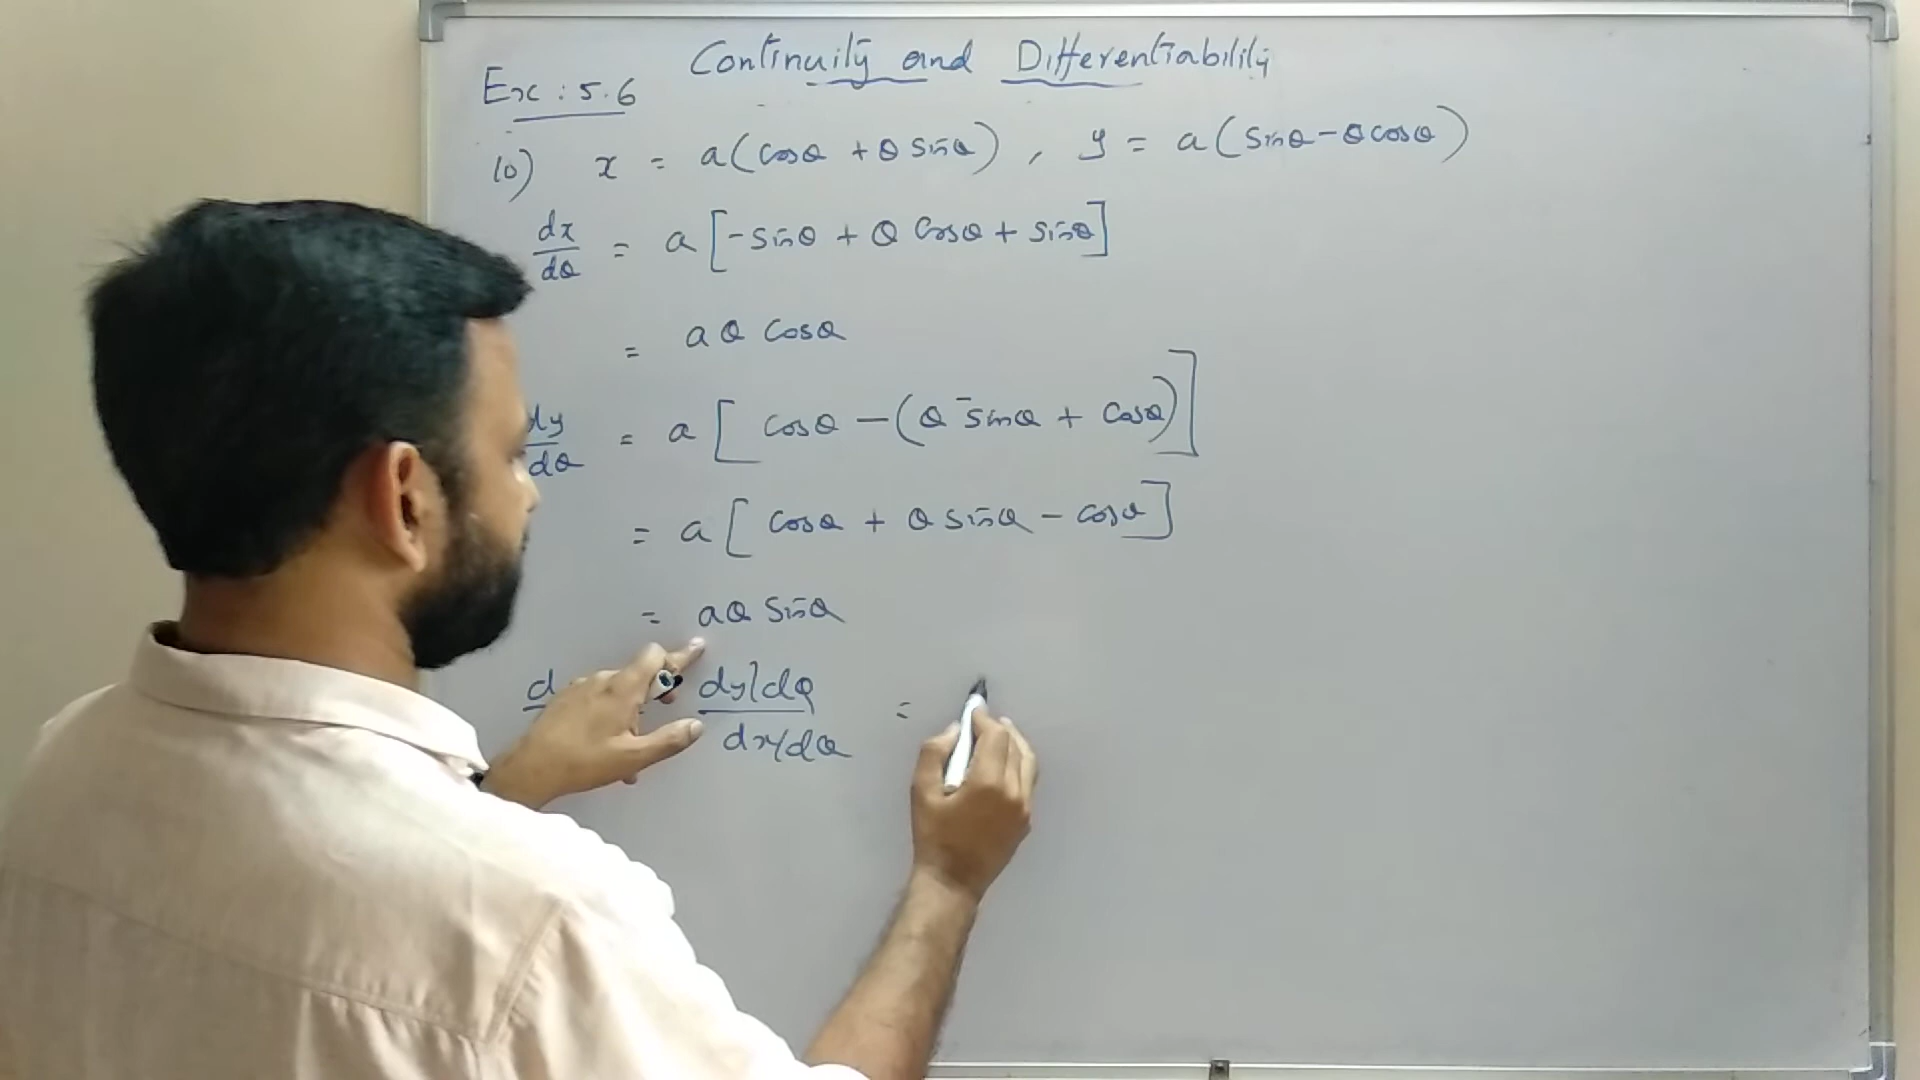 Continuity and Differentiability
Ex : 5.6
10) x = a(cosθ + θ sinθ) , y = a(sinθ - θ cosθ)
dx/dθ = a[-sinθ + θ cosθ + sinθ]
= aθ cosθ
dy/dθ = a[cosθ - (θ -sinθ + cosθ)]
= a[cosθ + θ sinθ - cosθ]
= aθ sinθ
d = dy/dθ / dx/dθ =